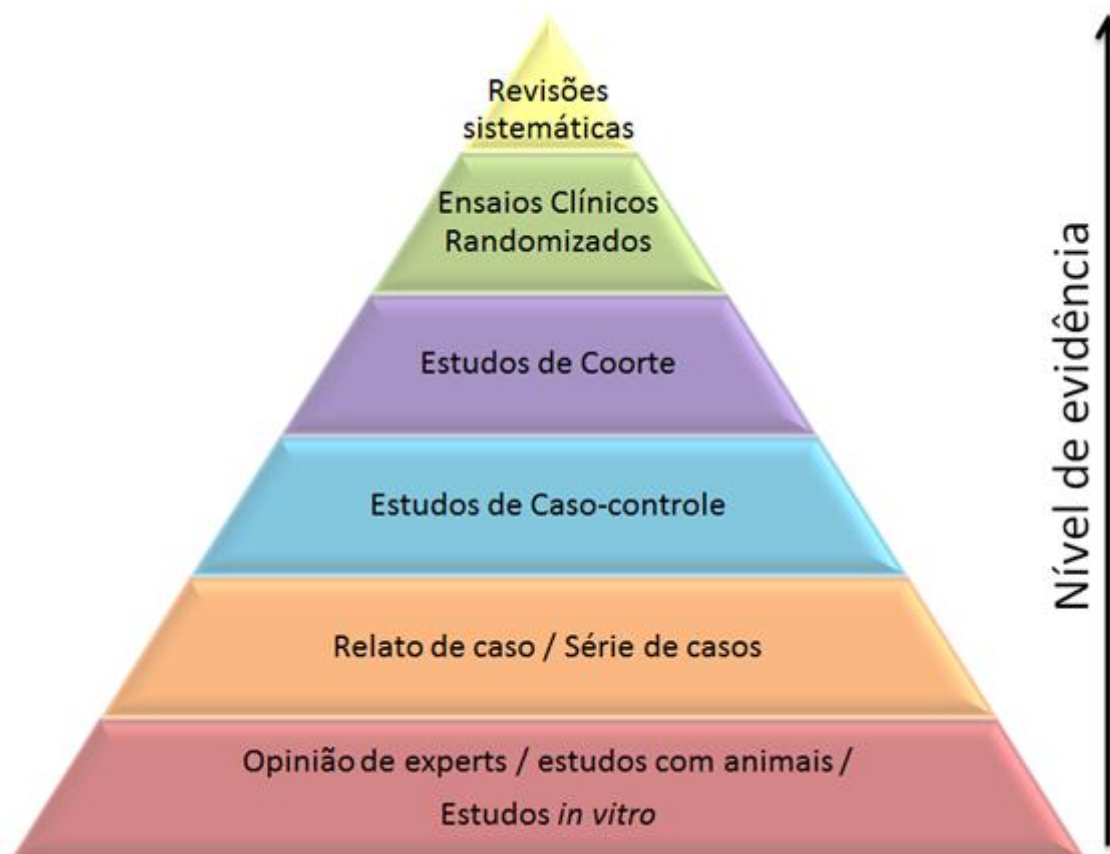 Revisões
sistemáticas
Ensaios Clínicos
Randomizados
Estudos de Coorte
Estudos de Caso-controle
Relato de caso / Série de casos
Opinião de experts / estudos com animais /
Estudos in vitro
Nível de evidência